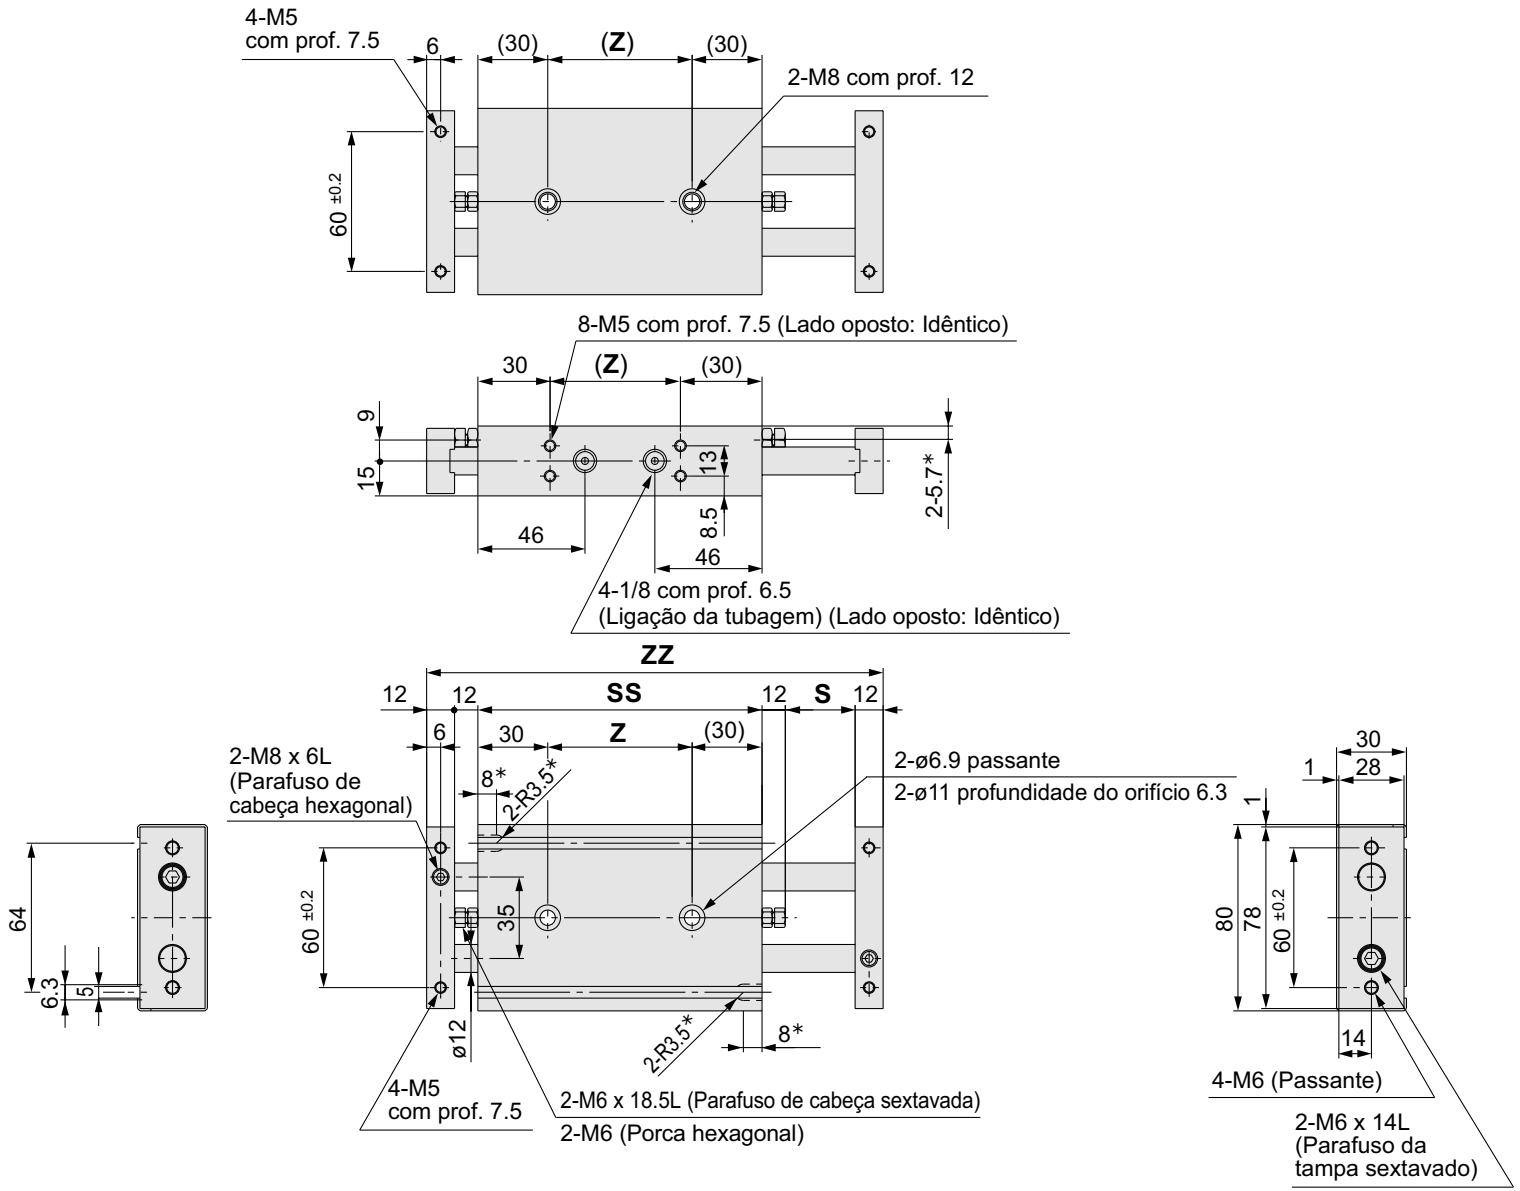 4-M5
com prof. 7.5
6
(30)
(Z)
(30)
2-M8 com prof. 12
60 ±0.2
8-M5 com prof. 7.5 (Lado oposto: Idêntico)
30
(Z)
(30)
9
15
13
8.5
2-5.7*
46
46
4-1/8 com prof. 6.5
(Ligação da tubagem) (Lado oposto: Idêntico)
ZZ
12
12
SS
12
S
12
6
30
Z
(30)
2-M8 x 6L
(Parafuso de
cabeça hexagonal)
8*
2-R3.5*
2-ø6.9 passante
2-ø11 profundidade do orifício 6.3
64
6.3
5
60 ±0.2
35
ø12
2-R3.5*
8*
4-M5
com prof. 7.5
2-M6 x 18.5L (Parafuso de cabeça sextavada)
2-M6 (Porca hexagonal)
30
1
28
1
80
78
60 ±0.2
14
4-M6 (Passante)
2-M6 x 14L
(Parafuso da
tampa sextavado)